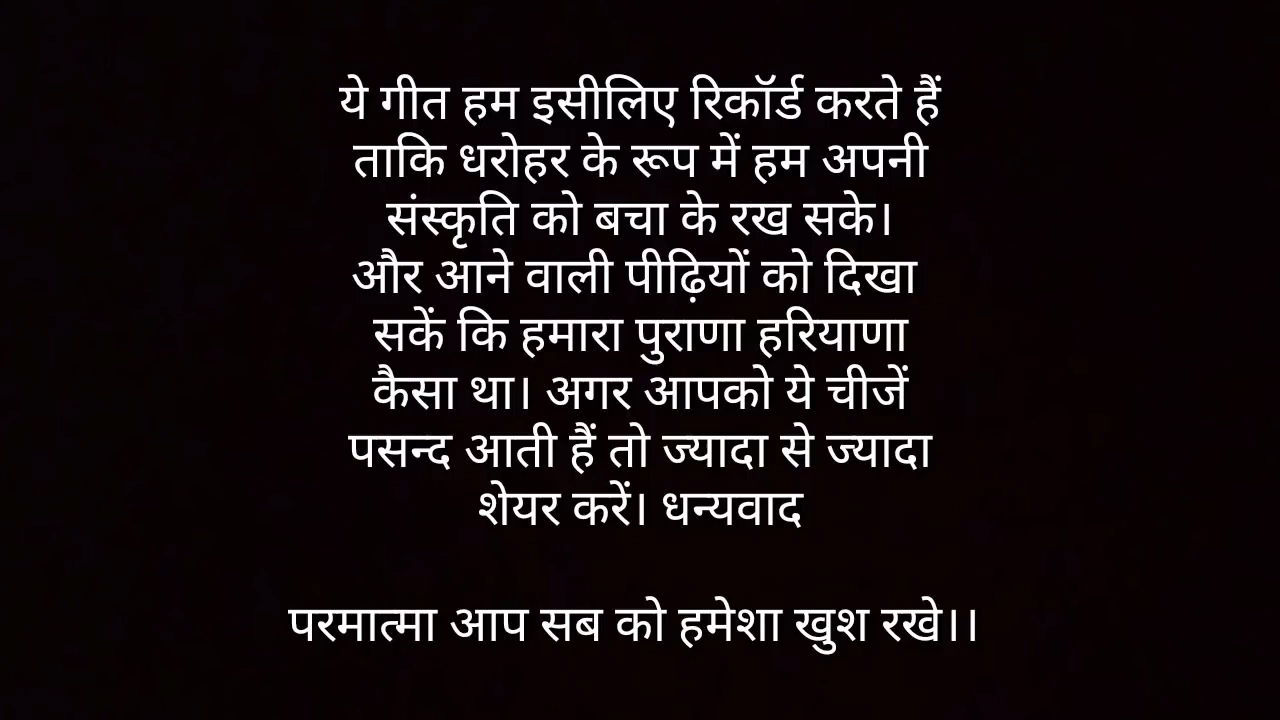 ये गीत हम इसीलिए रिकॉर्ड करते हैं
ताकि धरोहर के रूप में हम अपनी
संस्कृति को बचा के रख सके।
और आने वाली पीढ़ियों को दिखा
सकें कि हमारा पुराणा हरियाणा
कैसा था। अगर आपको ये चीजें
पसन्द आती हैं तो ज्यादा से ज्यादा
शेयर करें। धन्यवाद
परमात्मा आप सब को हमेशा खुश रखे।।